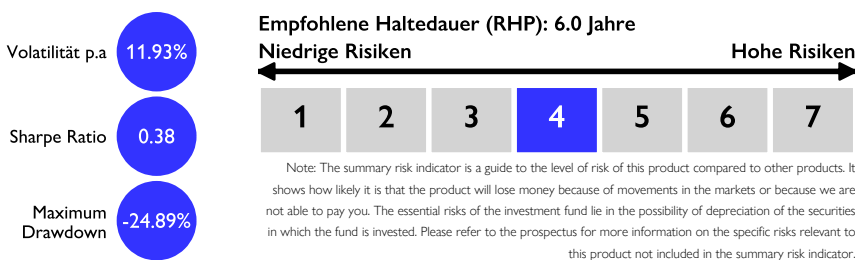 Volatilität p.a
11.93%
Sharpe Ratio
0.38
Maximum
Drawdown
-24.89%
Empfohlene Haltedauer (RHP): 6.0 Jahre
Niedrige Risiken
Hohe Risiken
1 2 3 4 5 6 7
Note: The summary risk indicator is a guide to the level of risk of this product compared to other products. It
shows how likely it is that the product will lose money because of movements in the markets or because we are
not able to pay you. The essential risks of the investment fund lie in the possibility of depreciation of the securities
in which the fund is invested. Please refer to the prospectus for more information on the specific risks relevant to
this product not included in the summary risk indicator.